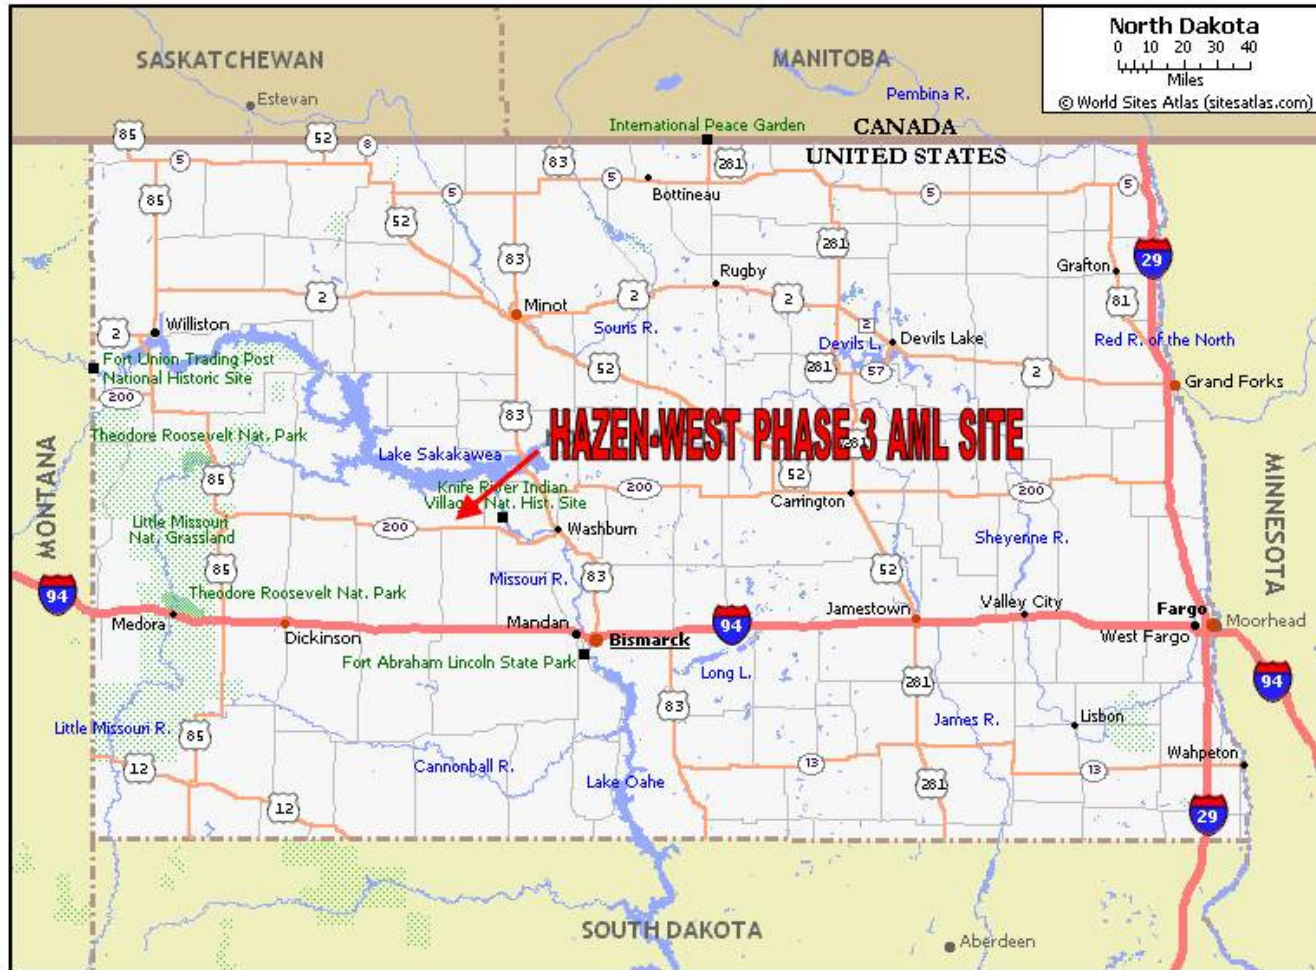 North Dakota
0 10 20 30 40
Miles
© World Sites Atlas (sitesatlas.com)
SASKATCHEWAN
MANITOBA
Estevan
Pembina R.
International Peace Garden
CANADA
UNITED STATES
85
52
8
83
281
5
5
5
5
5
85
Bottineau
52
83
281
29
Grafton
Rugby
2
2
2
81
Minot
Souris R.
2
Williston
2
Devils L.
Devils Lake
Red R. of the North
Fort Union Trading Post
National Historic Site
52
281
57
2
Grand Forks
200
83
HAZEN-WEST PHASE 3 AML SITE
281
Theodore Roosevelt Nat. Park
Lake Sakakawea
MONTANA
MINNESOTA
85
52
Knife River Indian
Village Nat. Hist. Site
200
Carrington
200
Little Missouri
Nat. Grassland
200
Washburn
Sheyenne R.
85
Missouri R.
83
52
94
Theodore Roosevelt Nat. Park
Medora
Dickinson
Mandan
Bismarck
94
Jamestown
Valley City
Fargo
West Fargo
Moorhead
Fort Abraham Lincoln State Park
Long L.
281
94
83
Little Missouri R.
85
James R.
Lisbon
12
Cannonball R.
Lake Oahe
13
13
Wahpeton
12
281
29
SOUTH DAKOTA
Aberdeen